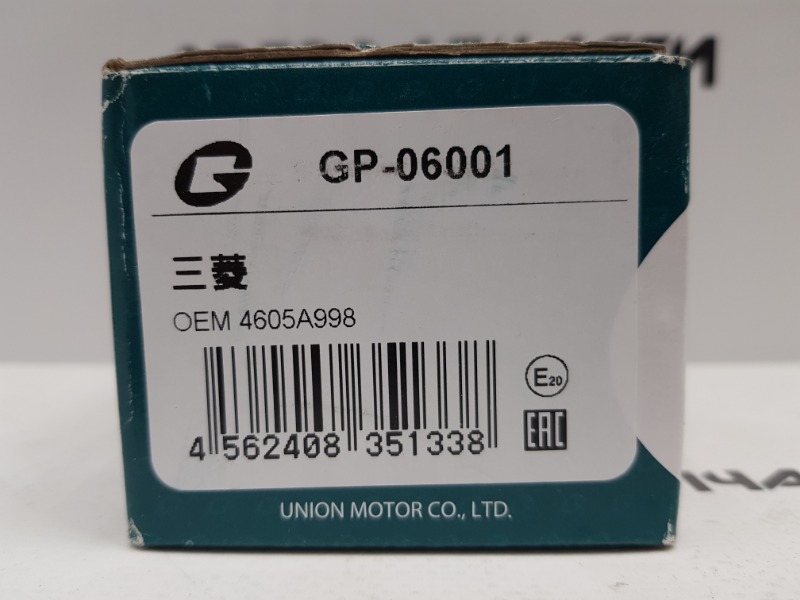 G GP-06001
三菱
OEM 4605A998
4 562408 351338
E20
EAC
UNION MOTOR CO., LTD.